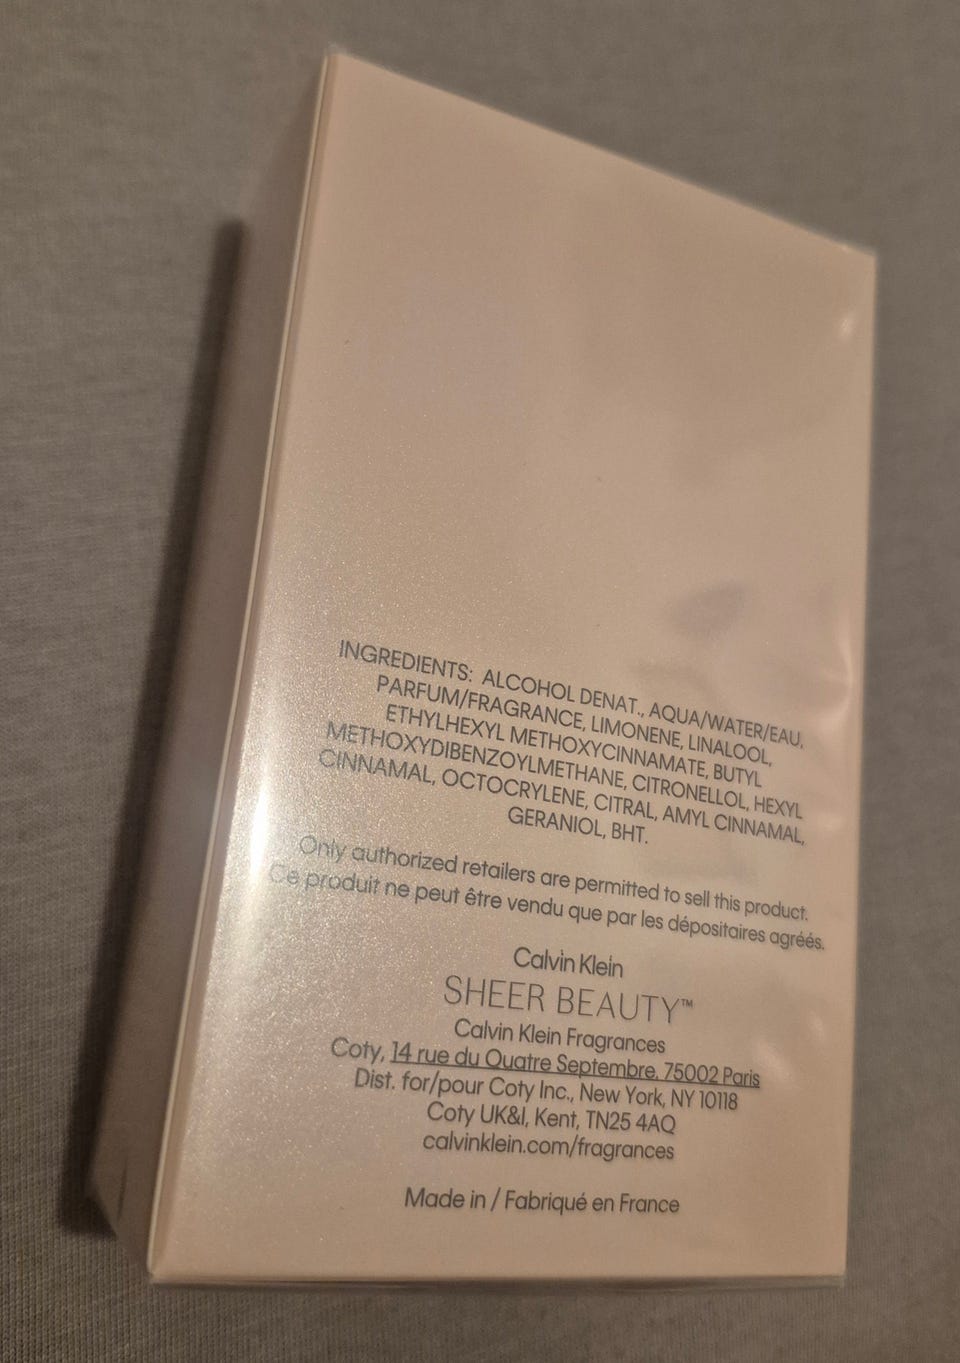 INGREDIENTS: ALCOHOL DENAT., AQUA/WATER/EAU,
PARFUM/FRAGRANCE, LIMONENE, LINALOOL,
ETHYLHEXYL METHOXYCINNAMATE, BUTYL
METHOXYDIBENZOYLMETHANE, CITRONELLOL, HEXYL
CINNAMAL, OCTOCRYLENE, CITRAL, AMYL CINNAMAL,
GERANIOL, BHT.
Only authorized retailers are permitted to sell this product.
Ce produit ne peut être vendu que par les dépositaires agréés.
Calvin Klein
SHEER BEAUTY™
Calvin Klein Fragrances
Coty, 14 rue du Quatre Septembre, 75002 Paris
Dist. for/pour Coty Inc., New York, NY 10118
Coty UK&I, Kent, TN25 4AQ
calvinklein.com/fragrances
Made in / Fabriqué en France